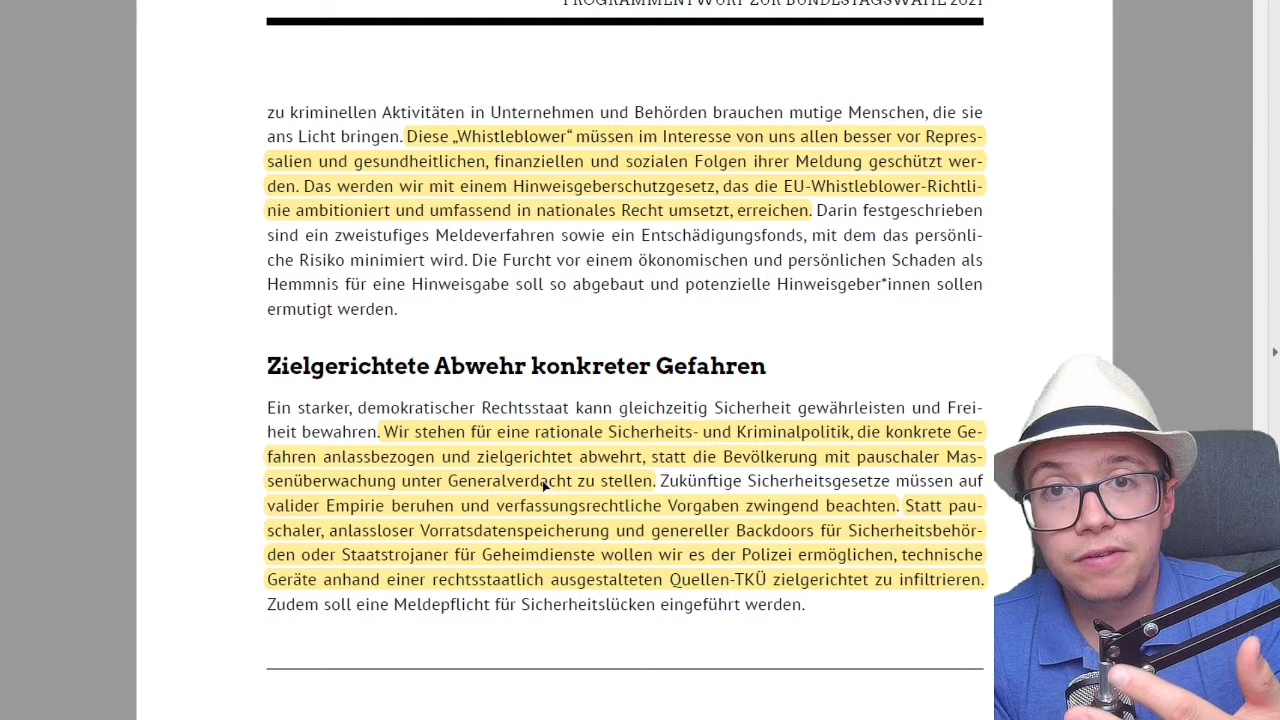 PROGRAMMENTWURF ZUR BUNDESTAGSWAHL 2021
zu kriminellen Aktivitäten in Unternehmen und Behörden brauchen mutige Menschen, die sie
ans Licht bringen. Diese „Whistleblower“ müssen im Interesse von uns allen besser vor Repres-
salien und gesundheitlichen, finanziellen und sozialen Folgen ihrer Meldung geschützt wer-
den. Das werden wir mit einem Hinweisgeberschutzgesetz, das die EU-Whistleblower-Richtli-
nie ambitioniert und umfassend in nationales Recht umsetzt, erreichen. Darin festgeschrieben
sind ein zweistufiges Meldeverfahren sowie ein Entschädigungsfonds, mit dem das persönli-
che Risiko minimiert wird. Die Furcht vor einem ökonomischen und persönlichen Schaden als
Hemmnis für eine Hinweisgabe soll so abgebaut und potenzielle Hinweisgeber*innen sollen
ermutigt werden.
Zielgerichtete Abwehr konkreter Gefahren
Ein starker, demokratischer Rechtsstaat kann gleichzeitig Sicherheit gewährleisten und Frei-
heit bewahren. Wir stehen für eine rationale Sicherheits- und Kriminalpolitik, die konkrete Ge-
fahren anlassbezogen und zielgerichtet abwehrt, statt die Bevölkerung mit pauschaler Mas-
senüberwachung unter Generalverdacht zu stellen. Zukünftige Sicherheitsgesetze müssen auf
valider Empirie beruhen und verfassungsrechtliche Vorgaben zwingend beachten. Statt pau-
schaler, anlassloser Vorratsdatenspeicherung und genereller Backdoors für Sicherheitsbehör-
den oder Staatstrojaner für Geheimdienste wollen wir es der Polizei ermöglichen, technische
Geräte anhand einer rechtsstaatlich ausgestalteten Quellen-TKÜ zielgerichtet zu infiltrieren.
Zudem soll eine Meldepflicht für Sicherheitslücken eingeführt werden.